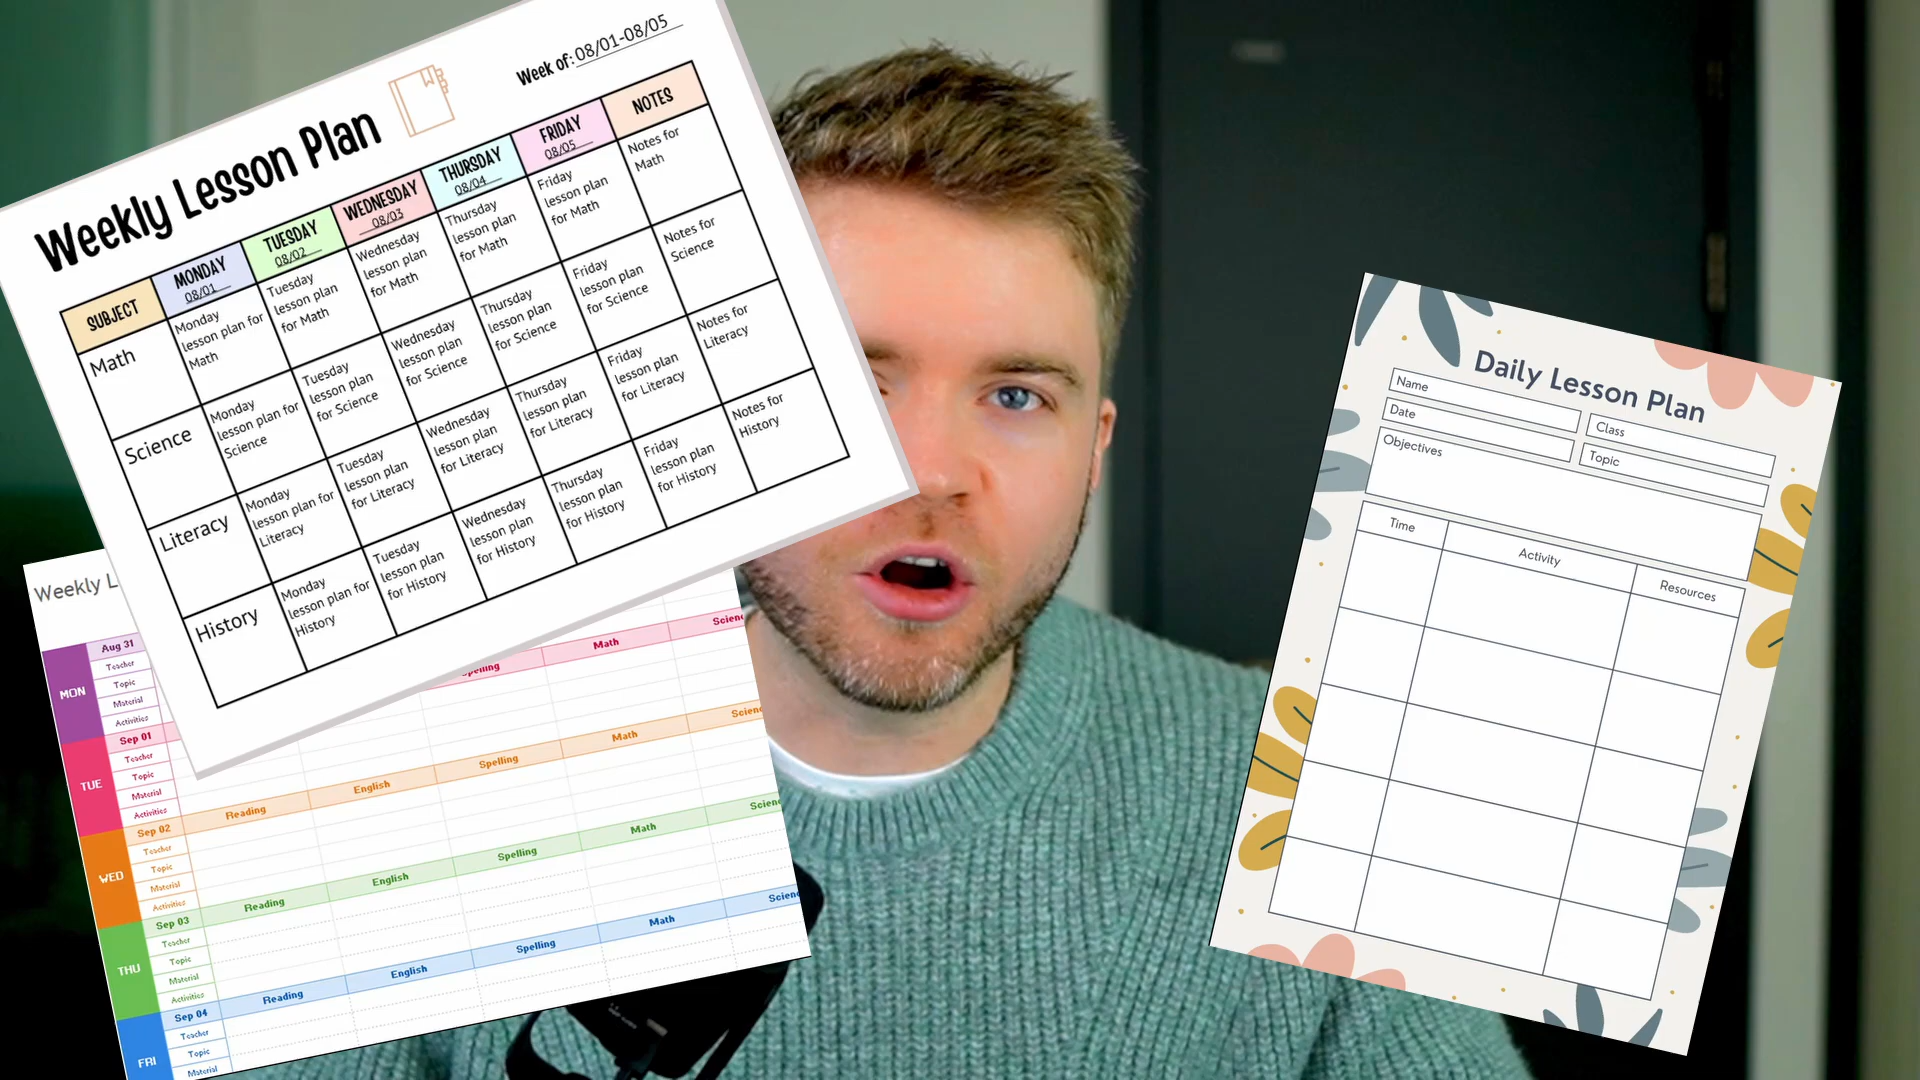 Weekly Lesson Plan
Week of: 08/01-08/05
SUBJECT
MONDAY
08/01
TUESDAY
08/02
WEDNESDAY
08/03
THURSDAY
08/04
FRIDAY
08/05
NOTES
Math
Monday
lesson plan for
Math
Tuesday
lesson plan
for Math
Wednesday
lesson plan
for Math
Thursday
lesson plan
for Math
Friday
lesson plan
for Math
Notes for
Math
Science
Monday
lesson plan for
Science
Tuesday
lesson plan
for Science
Wednesday
lesson plan
for Science
Thursday
lesson plan
for Science
Friday
lesson plan
for Science
Notes for
Science
Literacy
Monday
lesson plan for
Literacy
Tuesday
lesson plan
for Literacy
Wednesday
lesson plan
for Literacy
Thursday
lesson plan
for Literacy
Friday
lesson plan
for Literacy
Notes for
Literacy
History
Monday
lesson plan for
History
Tuesday
lesson plan
for History
Wednesday
lesson plan
for History
Thursday
lesson plan
for History
Friday
lesson plan
for History
Notes for
History
Weekly L
MON
Aug 31
Teacher
Topic
Material
Activities
TUE
Sep 01
Spelling
Math
Scienc
Teacher
Topic
Material
Activities
WED
Sep 02
Reading
English
Spelling
Math
Scienc
Teacher
Topic
Material
Activities
THU
Sep 03
Reading
English
Spelling
Math
Scienc
Teacher
Topic
Material
Activities
FRI
Sep 04
Reading
English
Spelling
Math
Scienc
Teacher
Topic
Material
Daily Lesson Plan
Name
Class
Date
Topic
Objectives
Time
Activity
Resources